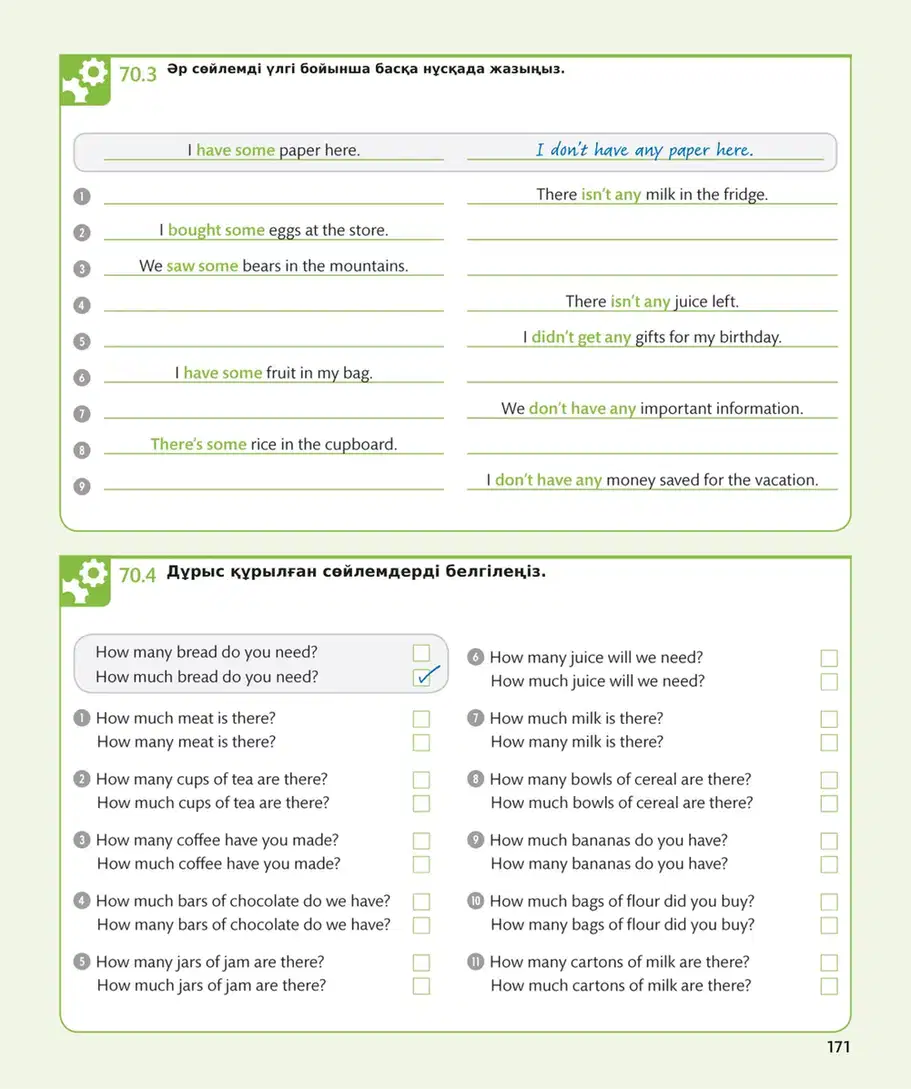 70.3 Әр сөйлемді үлгі бойынша басқа нұсқада жазыңыз.
I have some paper here. I don't have any paper here.
1 There isn't any milk in the fridge.
2 I bought some eggs at the store.
3 We saw some bears in the mountains.
4 There isn't any juice left.
5 I didn't get any gifts for my birthday.
6 I have some fruit in my bag.
7 We don't have any important information.
8 There's some rice in the cupboard.
9 I don't have any money saved for the vacation.
70.4 Дұрыс құрылған сөйлемдерді белгілеңіз.
How many bread do you need?
How much bread do you need?
1 How much meat is there?
How many meat is there?
2 How many cups of tea are there?
How much cups of tea are there?
3 How many coffee have you made?
How much coffee have you made?
4 How much bars of chocolate do we have?
How many bars of chocolate do we have?
5 How many jars of jam are there?
How much jars of jam are there?
6 How many juice will we need?
How much juice will we need?
7 How much milk is there?
How many milk is there?
8 How many bowls of cereal are there?
How much bowls of cereal are there?
9 How much bananas do you have?
How many bananas do you have?
10 How much bags of flour did you buy?
How many bags of flour did you buy?
11 How many cartons of milk are there?
How much cartons of milk are there?
171